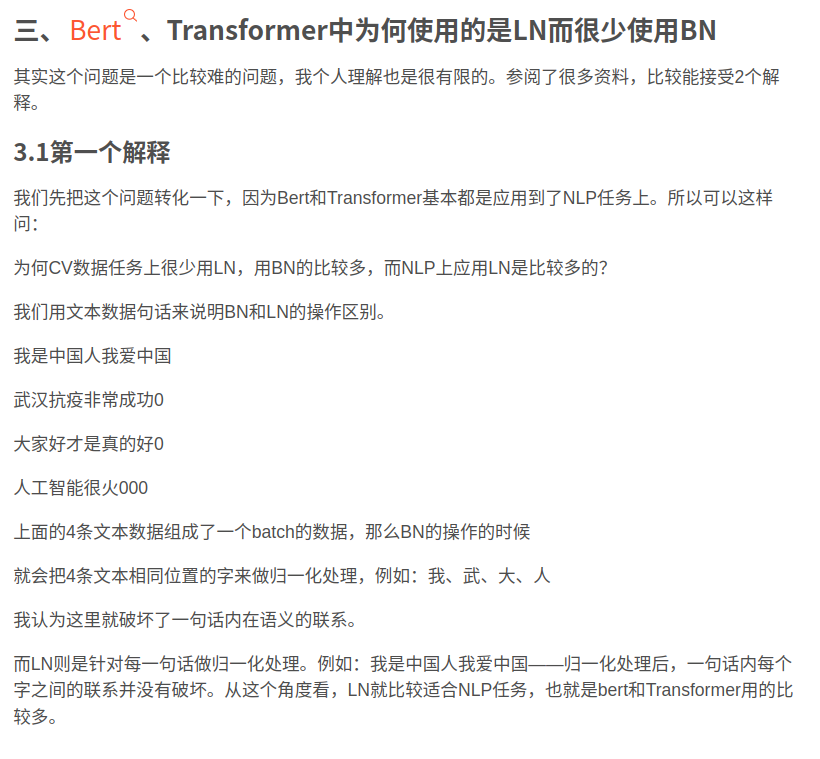 三、 Bert 、Transformer中为何使用的是LN而很少使用BN
其实这个问题是一个比较难的问题，我个人理解也是很有限的。参阅了很多资料，比较能接受2个解
释。
3.1第一个解释
我们先把这个问题转化一下，因为Bert和Transformer基本都是应用到了NLP任务上。所以可以这样
问：
为何CV数据任务上很少用LN，用BN的比较多，而NLP上应用LN是比较多的？
我们用文本数据句话来说明BN和LN的操作区别。
我是中国人我爱中国
武汉抗疫非常成功0
大家好才是真的好0
人工智能很火000
上面的4条文本数据组成了一个batch的数据，那么BN的操作的时候
就会把4条文本相同位置的字来做归一化处理，例如：我、武、大、人
我认为这里就破坏了一句话内在语义的联系。
而LN则是针对每一句话做归一化处理。例如：我是中国人我爱中国——归一化处理后，一句话内每个
字之间的联系并没有破坏。从这个角度看，LN就比较适合NLP任务，也就是bert和Transformer用的比
较多。